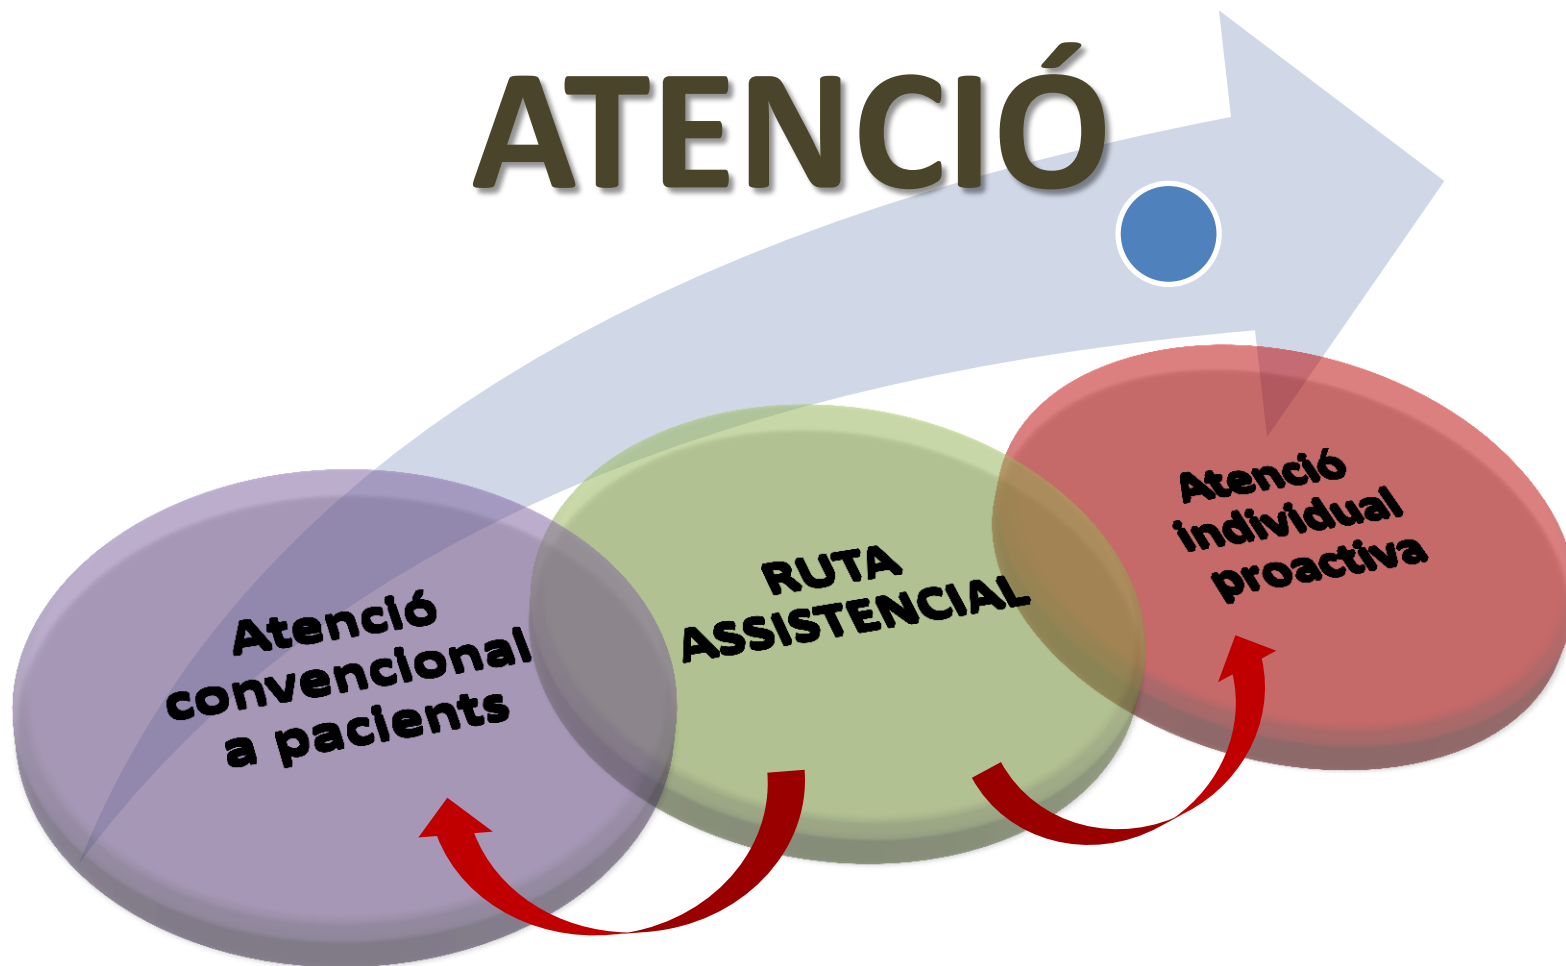 ATENCIÓ
Atenció
convencional
a pacients
RUTA
ASSISTENCIAL
Atenció
individual
proactiva